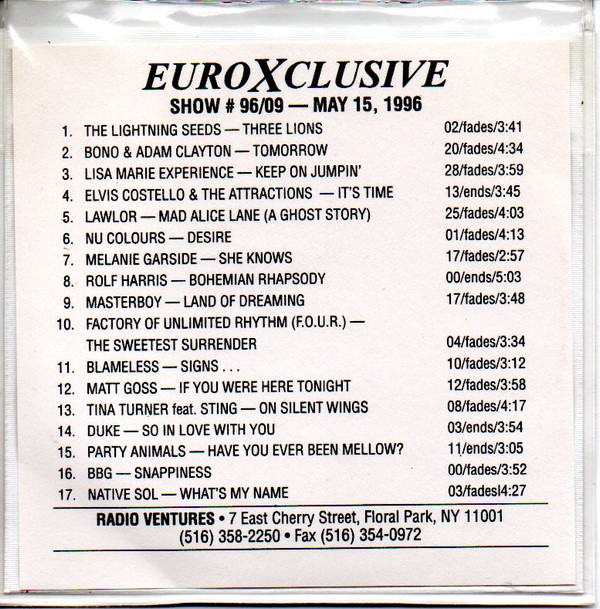 EUROXCLUSIVE
SHOW # 96/09 — MAY 15, 1996
1. THE LIGHTNING SEEDS — THREE LIONS 02/fades/3:41
2. BONO & ADAM CLAYTON — TOMORROW 20/fades/4:34
3. LISA MARIE EXPERIENCE — KEEP ON JUMPIN' 28/fades/3:59
4. ELVIS COSTELLO & THE ATTRACTIONS — IT'S TIME 13/ends/3:45
5. LAWLOR — MAD ALICE LANE (A GHOST STORY) 25/fades/4:03
6. NU COLOURS — DESIRE 01/fades/4:13
7. MELANIE GARSIDE — SHE KNOWS 17/fades/2:57
8. ROLF HARRIS — BOHEMIAN RHAPSODY 00/ends/5:03
9. MASTERBOY — LAND OF DREAMING 17/fades/3:48
10. FACTORY OF UNLIMITED RHYTHM (F.O.U.R.) —
THE SWEETEST SURRENDER 04/fades/3:34
11. BLAMELESS — SIGNS . . . 10/fades/3:12
12. MATT GOSS — IF YOU WERE HERE TONIGHT 12/fades/3:58
13. TINA TURNER feat. STING — ON SILENT WINGS 08/fades/4:17
14. DUKE — SO IN LOVE WITH YOU 03/ends/3:54
15. PARTY ANIMALS — HAVE YOU EVER BEEN MELLOW? 11/ends/3:05
16. BBG — SNAPPINESS 00/fades/3:52
17. NATIVE SOL — WHAT'S MY NAME 03/fadesl4:27
RADIO VENTURES • 7 East Cherry Street, Floral Park, NY 11001
(516) 358-2250 • Fax (516) 354-0972